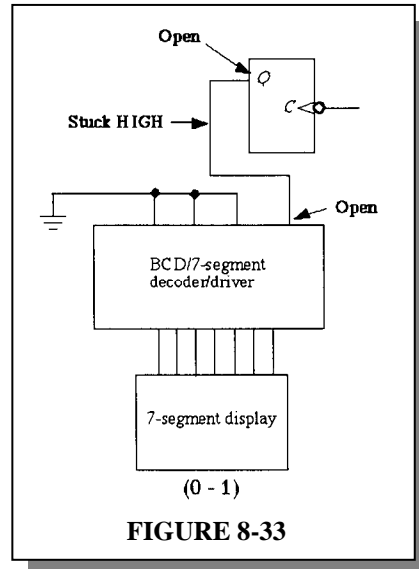 Open
Q
C
Stuck HIGH
Open
BCD/7-segment
decoder/driver
7-segment display
(0 - 1)
FIGURE 8-33